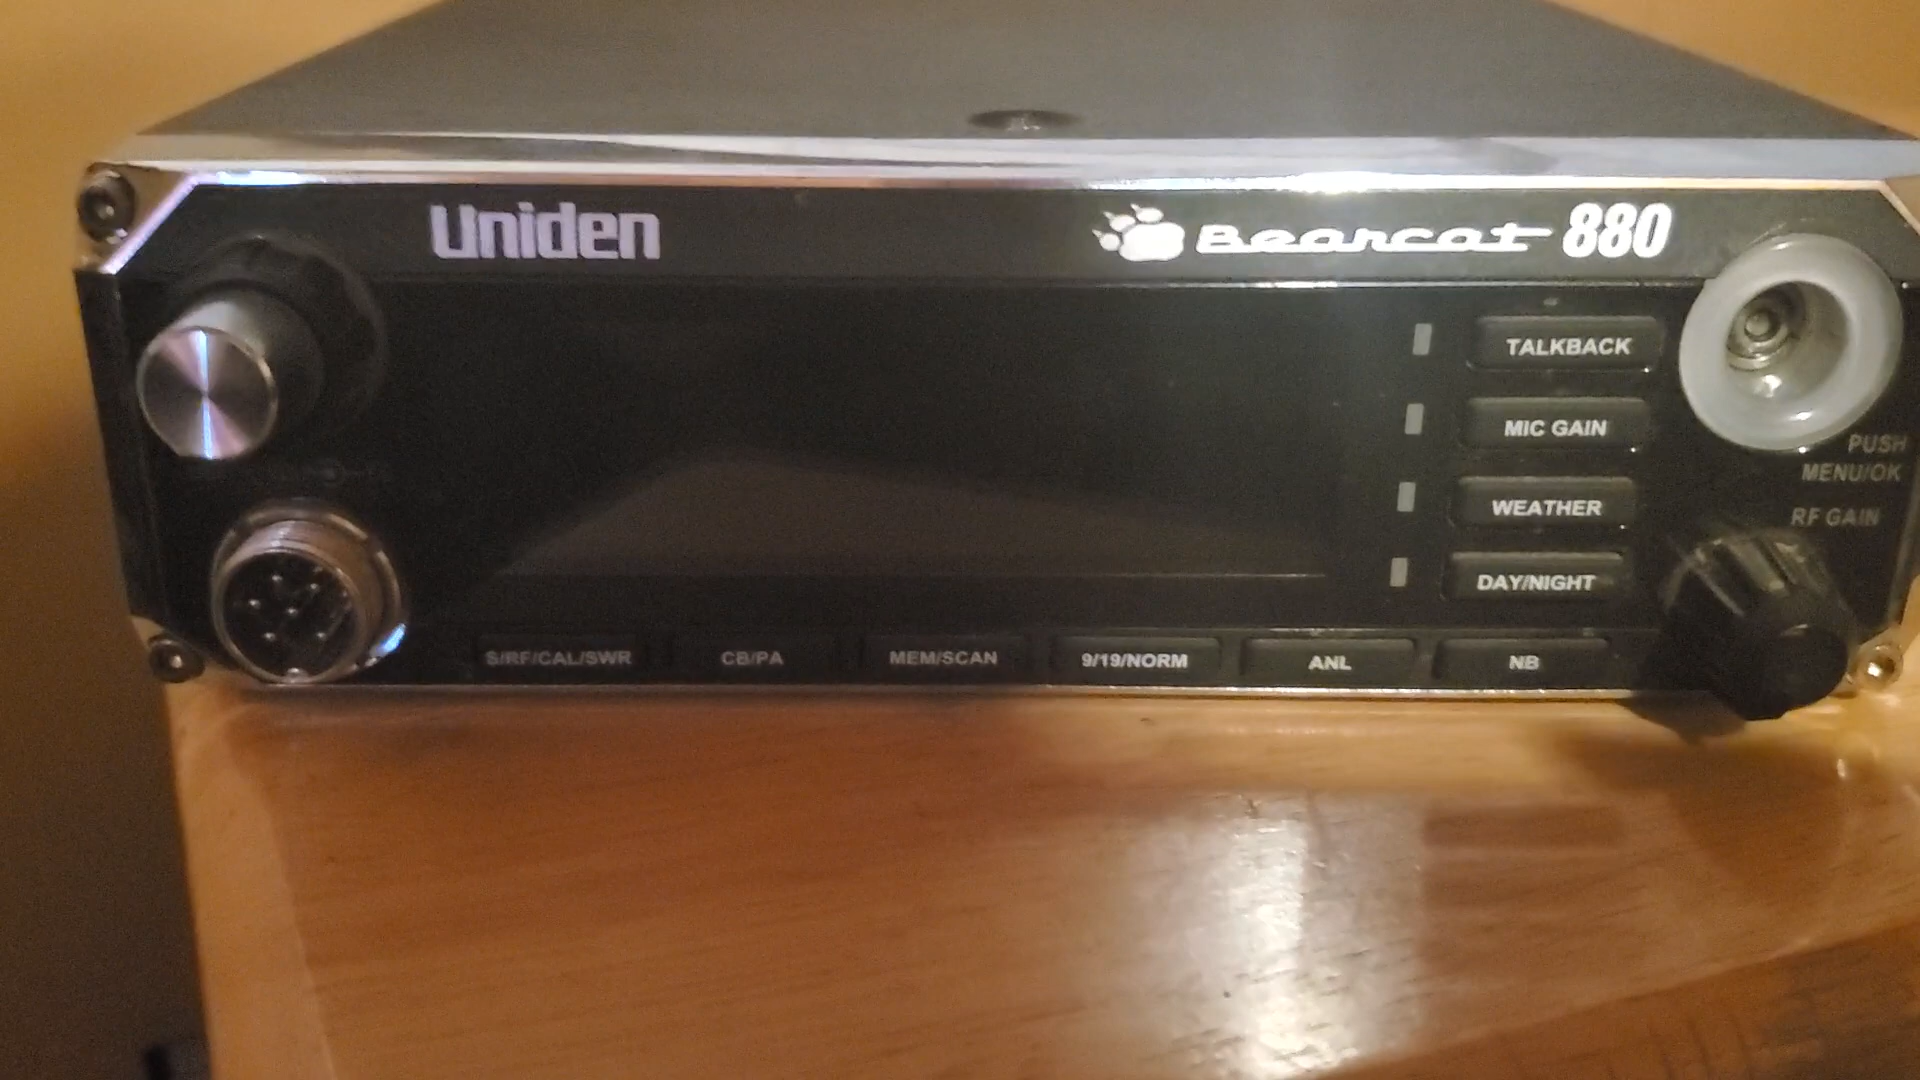 Uniden
Bearcat 880
TALKBACK
MIC GAIN
WEATHER
DAY/NIGHT
PUSH
MENU/OK
RF GAIN
S/RF/CAL/SWR
CB/PA
MEM/SCAN
9/19/NORM
ANL
NB